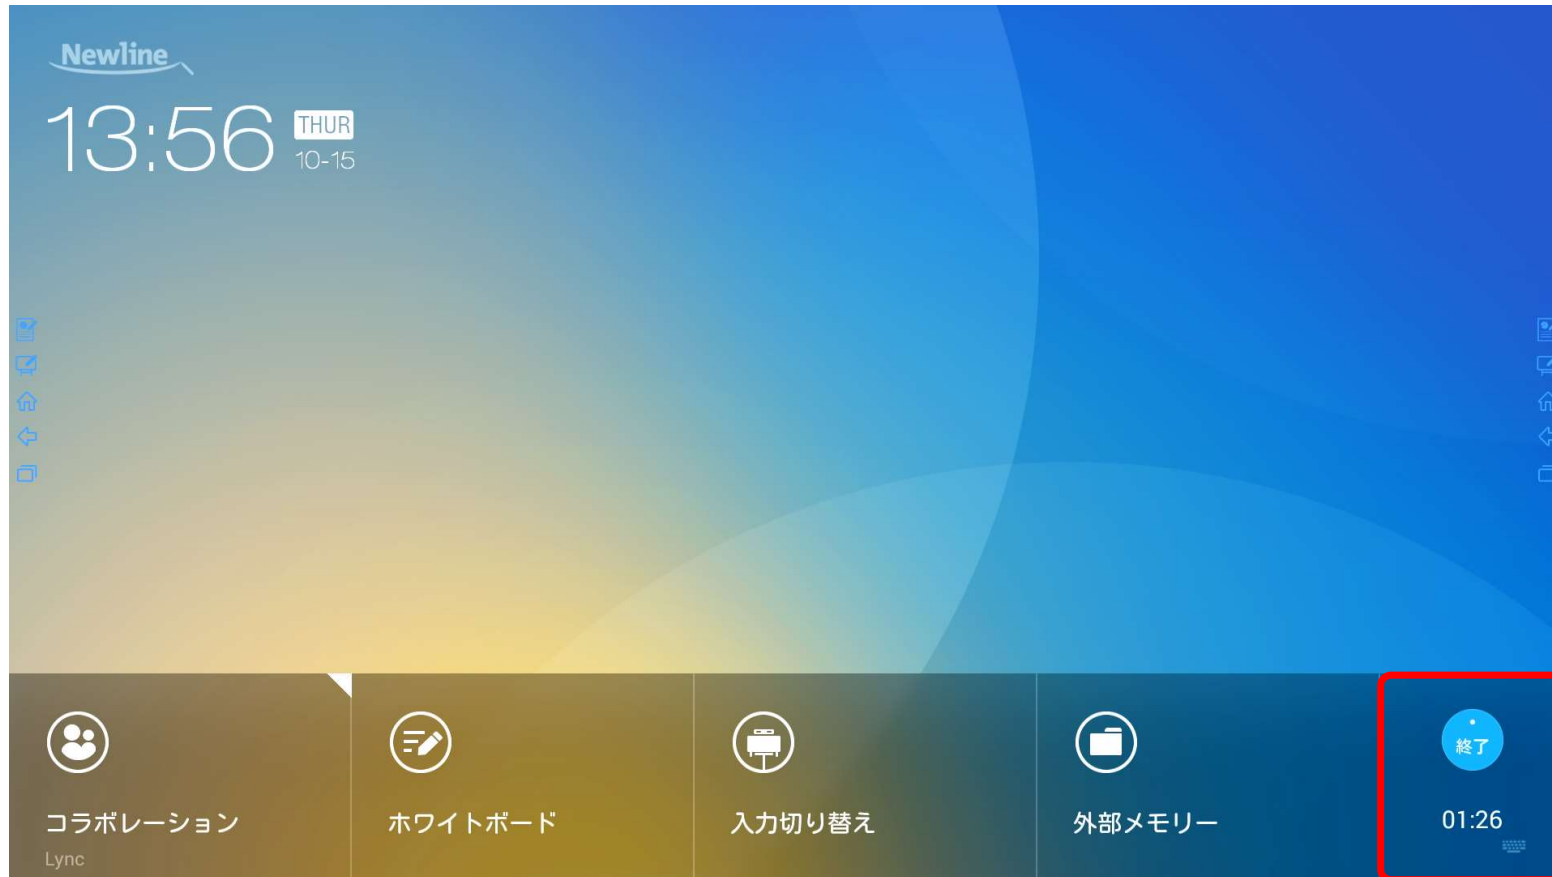 Newline
13:56
THUR
10-15
コラボレーション
Lync
ホワイトボード
入力切り替え
外部メモリー
終了
01:26